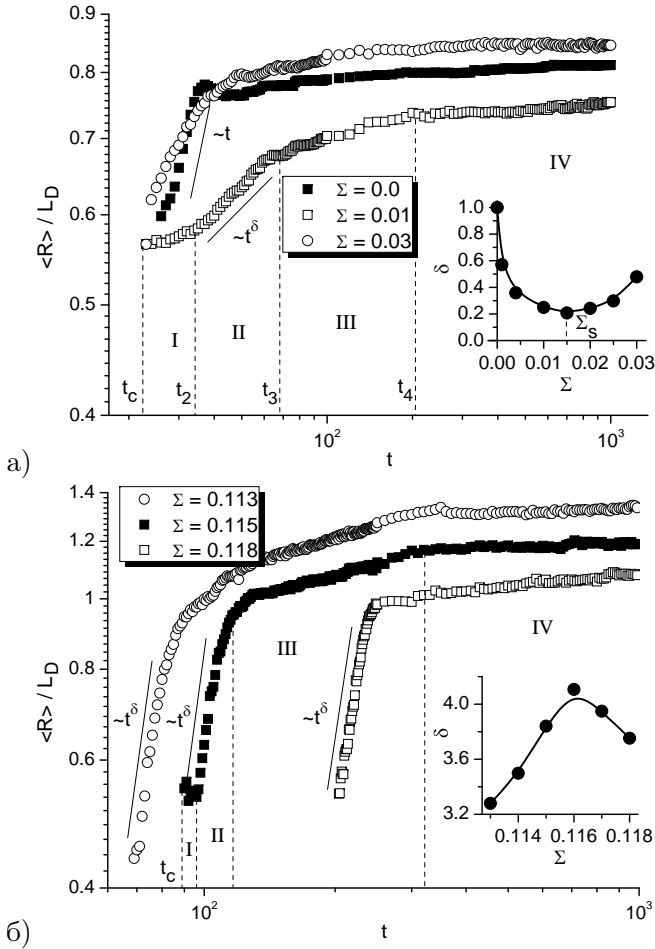 0.9
0.8
0.7
0.6
0.5
0.4
<R> / L_D
~t
~t^δ
Σ = 0.0
Σ = 0.01
Σ = 0.03
I
II
III
IV
t_c
t_2
t_3
t_4
10^2
10^3
t
1.0
0.8
0.6
0.4
0.2
0.0
δ
Σ_s
0.00 0.01 0.02 0.03
Σ
а)
1.4
1.2
1
0.8
0.6
0.4
<R> / L_D
Σ = 0.113
Σ = 0.115
Σ = 0.118
~t^δ
~t^δ
~t^δ
I
II
III
IV
t_c
10^2
10^3
t
4.0
3.6
3.2
δ
0.114 0.116 0.118
Σ
б)